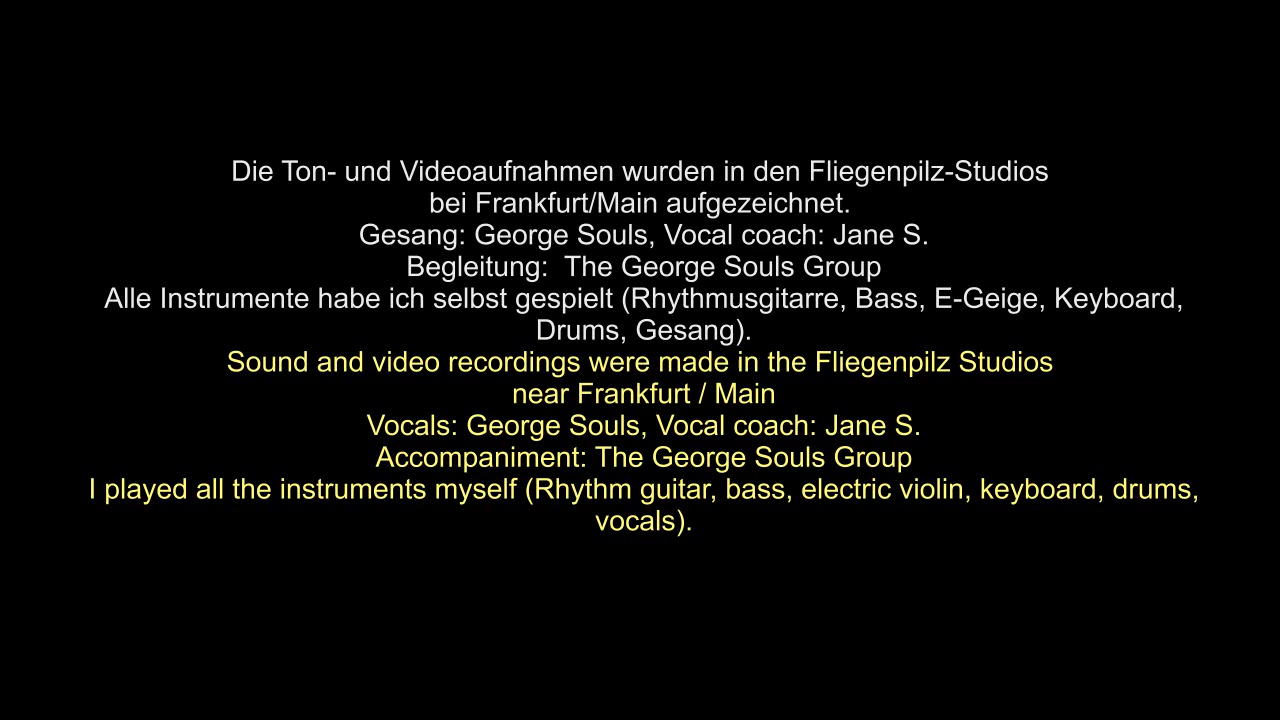 Die Ton- und Videoaufnahmen wurden in den Fliegenpilz-Studios
bei Frankfurt/Main aufgezeichnet.
Gesang: George Souls, Vocal coach: Jane S.
Begleitung:  The George Souls Group
Alle Instrumente habe ich selbst gespielt (Rhythmusgitarre, Bass, E-Geige, Keyboard,
Drums, Gesang).
Sound and video recordings were made in the Fliegenpilz Studios
near Frankfurt / Main
Vocals: George Souls, Vocal coach: Jane S.
Accompaniment: The George Souls Group
I played all the instruments myself (Rhythm guitar, bass, electric violin, keyboard, drums,
vocals).